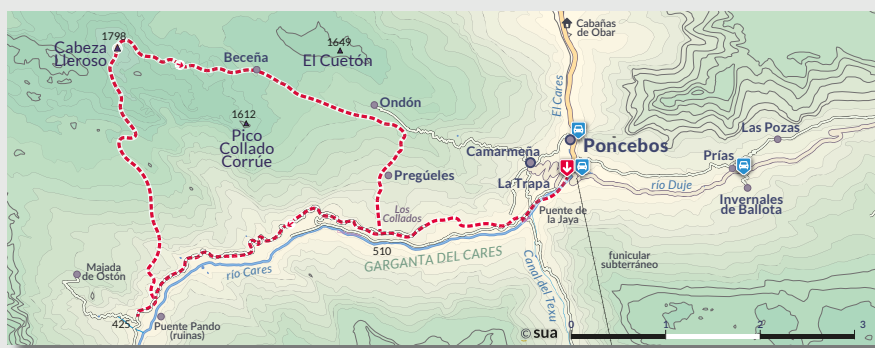 Cabañas
de Obar
1798
Cabeza
Lleroso
1649
El Cuetón
Beceña
El Cares
Ondón
1612
Pico
Collado
Corrúe
Las Pozas
Poncebos
Camarmeña
Prías
Pregúeles
La Trapa
río Duje
Invernales
de Ballota
Los
Collados
Puente de
la Jaya
510
GARGANTA DEL CARES
funicular
subterráneo
Majada
de Ostón
río Cares
Canal del Texu
425
Puente Pando
(ruinas)
© sua
0 1 2 3